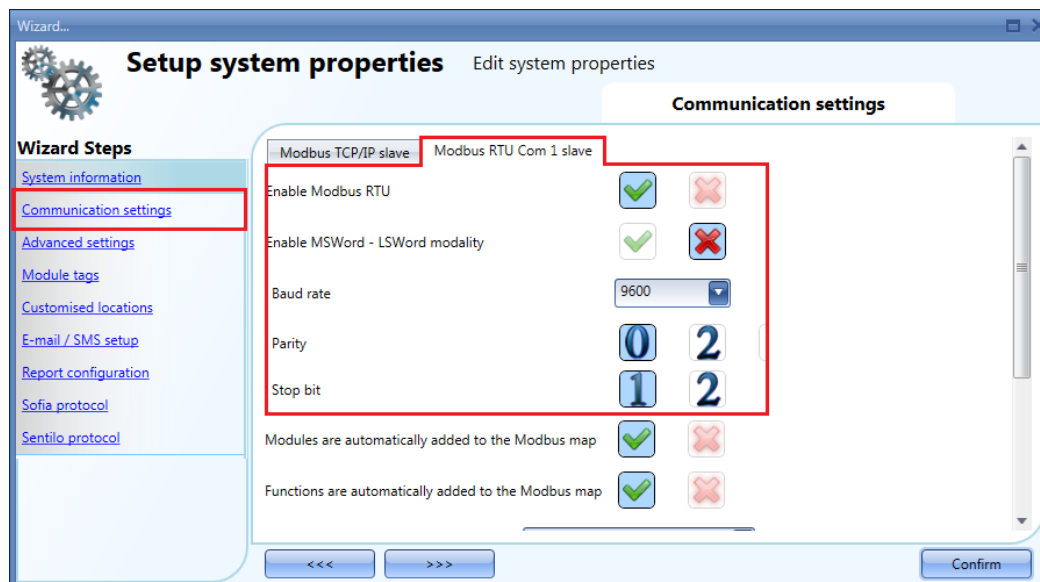 Wizard...
Setup system properties Edit system properties
Communication settings
Wizard Steps
System information
Communication settings
Advanced settings
Module tags
Customised locations
E-mail / SMS setup
Report configuration
Sofia protocol
Sentilo protocol
Modbus TCP/IP slave Modbus RTU Com 1 slave
Enable Modbus RTU
Enable MSWord - LSWord modality
Baud rate 9600
Parity 0 2
Stop bit 1 2
Modules are automatically added to the Modbus map
Functions are automatically added to the Modbus map
<<< >>> Confirm